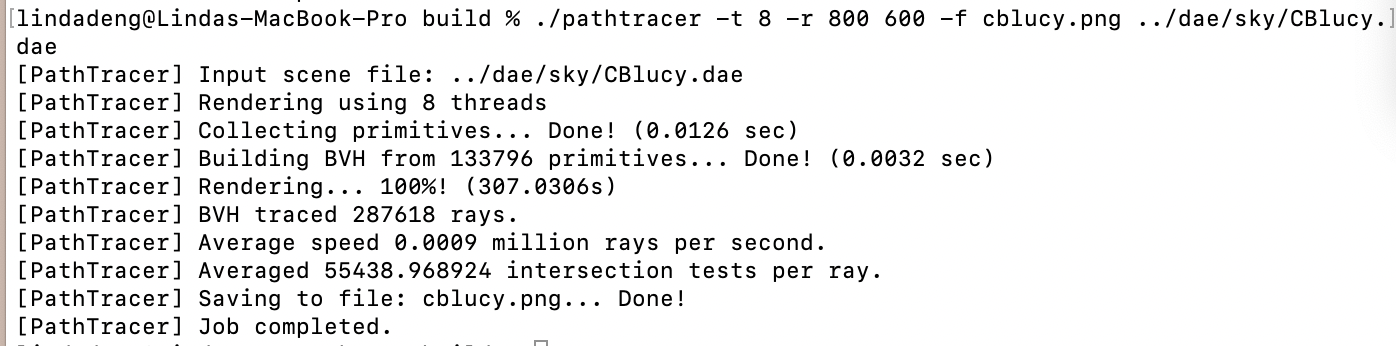 [lindadeng@Lindas-MacBook-Pro build % ./pathtracer -t 8 -r 800 600 -f cblucy.png ../dae/sky/CBlucy.]
dae
[PathTracer] Input scene file: ../dae/sky/CBlucy.dae
[PathTracer] Rendering using 8 threads
[PathTracer] Collecting primitives... Done! (0.0126 sec)
[PathTracer] Building BVH from 133796 primitives... Done! (0.0032 sec)
[PathTracer] Rendering... 100%! (307.0306s)
[PathTracer] BVH traced 287618 rays.
[PathTracer] Average speed 0.0009 million rays per second.
[PathTracer] Averaged 55438.968924 intersection tests per ray.
[PathTracer] Saving to file: cblucy.png... Done!
[PathTracer] Job completed.